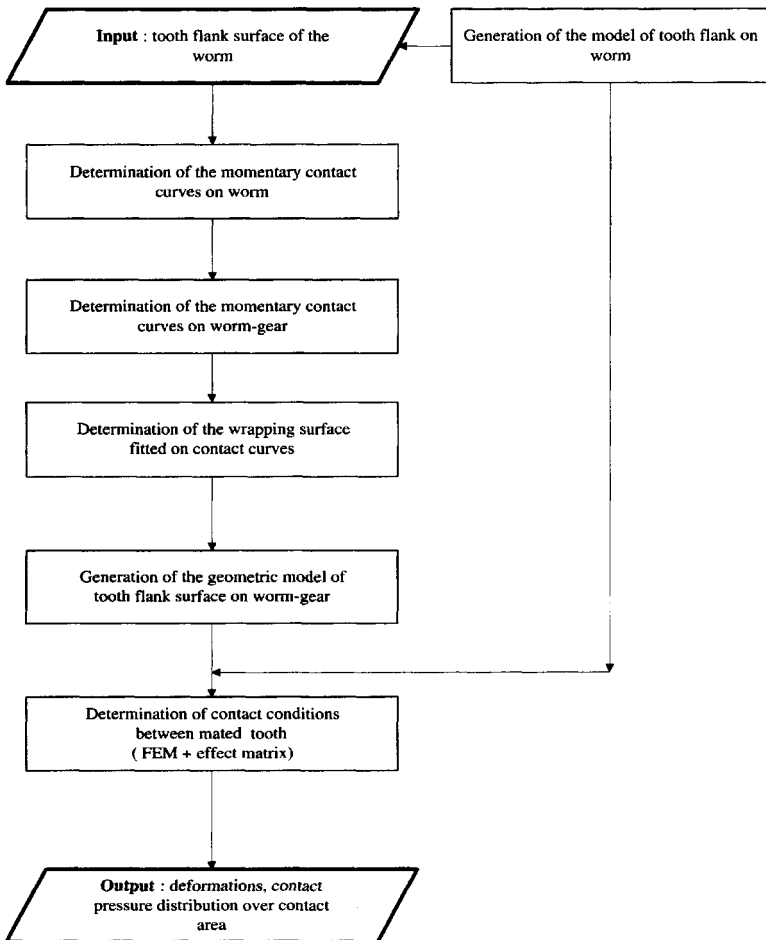 Input : tooth flank surface of the
worm
Generation of the model of tooth flank on
worm
Determination of the momentary contact
curves on worm
Determination of the momentary contact
curves on worm-gear
Determination of the wrapping surface
fitted on contact curves
Generation of the geometric model of
tooth flank surface on worm-gear
Determination of contact conditions
between mated tooth
( FEM + effect matrix)
Output : deformations, contact
pressure distribution over contact
area